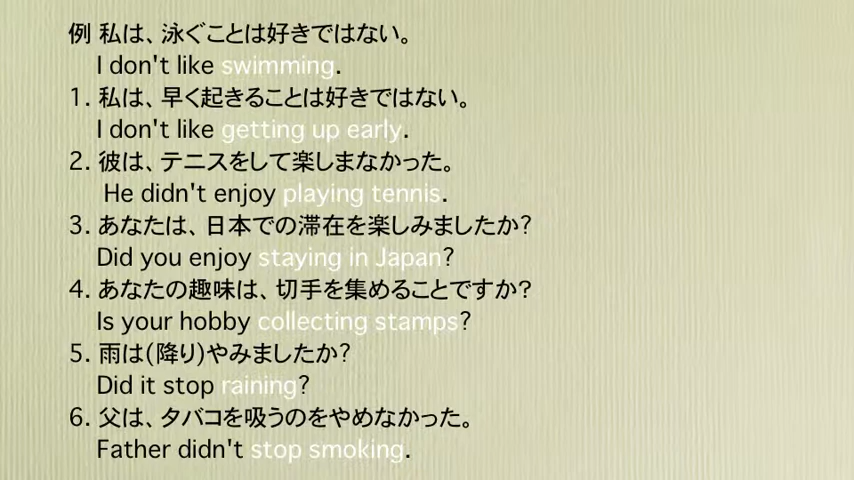 例 私は、泳ぐことは好きではない。
I don't like swimming.
1. 私は、早く起きることは好きではない。
I don't like getting up early.
2. 彼は、テニスをして楽しまなかった。
He didn't enjoy playing tennis.
3. あなたは、日本での滞在を楽しみましたか?
Did you enjoy staying in Japan?
4. あなたの趣味は、切手を集めることですか?
Is your hobby collecting stamps?
5. 雨は(降り)やみましたか?
Did it stop raining?
6. 父は、タバコを吸うのをやめなかった。
Father didn't stop smoking.